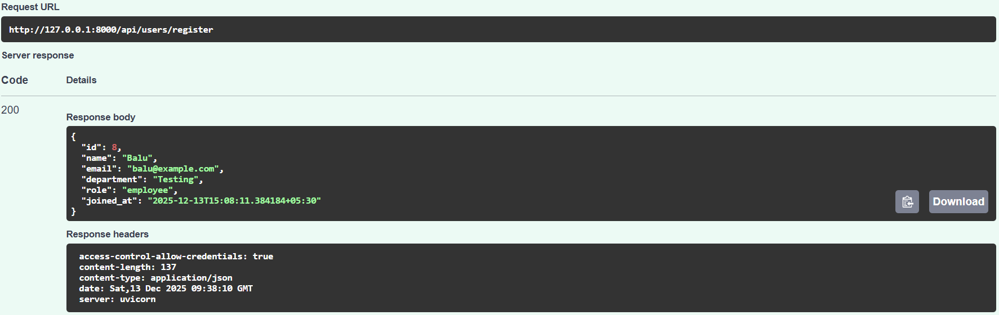 Request URL
http://127.0.0.1:8000/api/users/register
Server response
Code Details
200
Response body
{
  "id": 8,
  "name": "Balu",
  "email": "balu@example.com",
  "department": "Testing",
  "role": "employee",
  "joined_at": "2025-12-13T15:08:11.384184+05:30"
}
Download
Response headers
access-control-allow-credentials: true
content-length: 137
content-type: application/json
date: Sat,13 Dec 2025 09:38:10 GMT
server: uvicorn